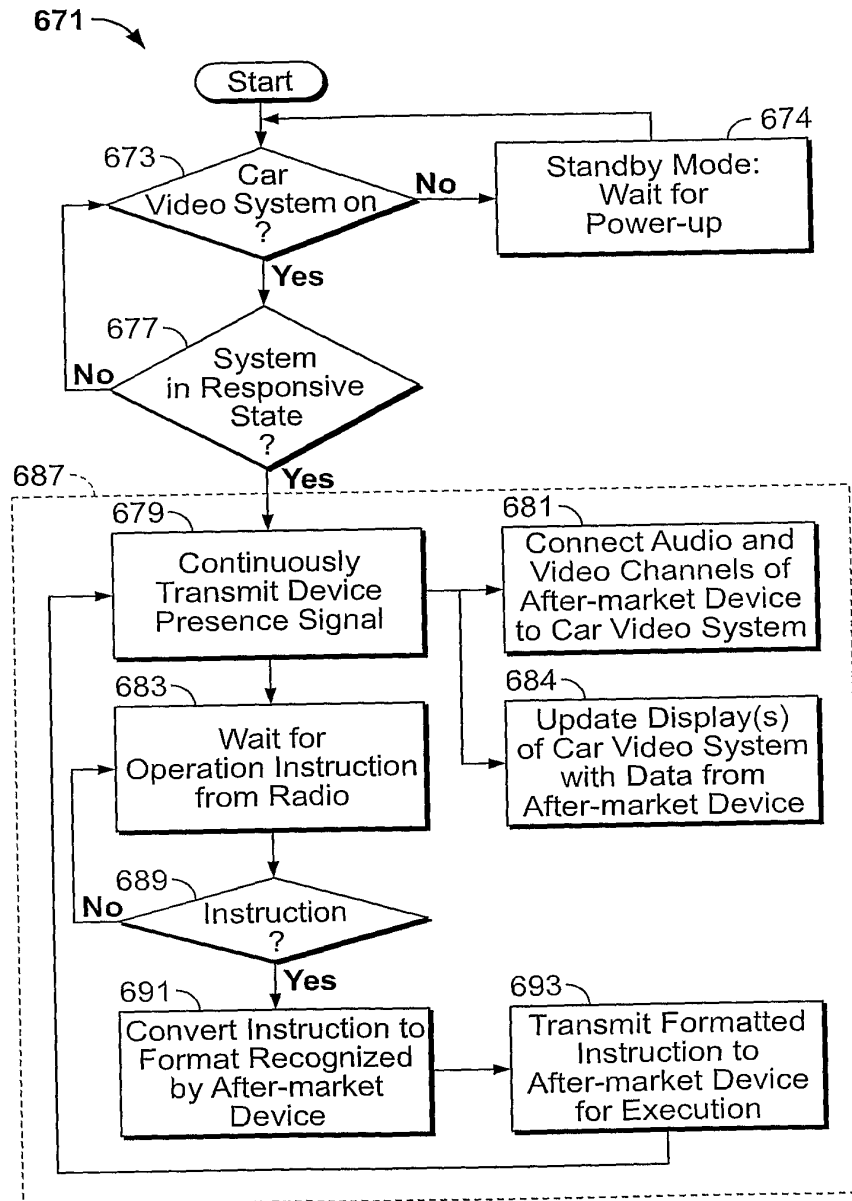 671
Start
673
Car
Video System on
?
No
674
Standby Mode:
Wait for
Power-up
Yes
677
System
in Responsive
State
?
No
Yes
687
679
Continuously
Transmit Device
Presence Signal
681
Connect Audio and
Video Channels of
After-market Device
to Car Video System
683
Wait for
Operation Instruction
from Radio
684
Update Display(s)
of Car Video System
with Data from
After-market Device
689
Instruction
?
No
Yes
691
Convert Instruction to
Format Recognized
by After-market
Device
693
Transmit Formatted
Instruction to
After-market Device
for Execution